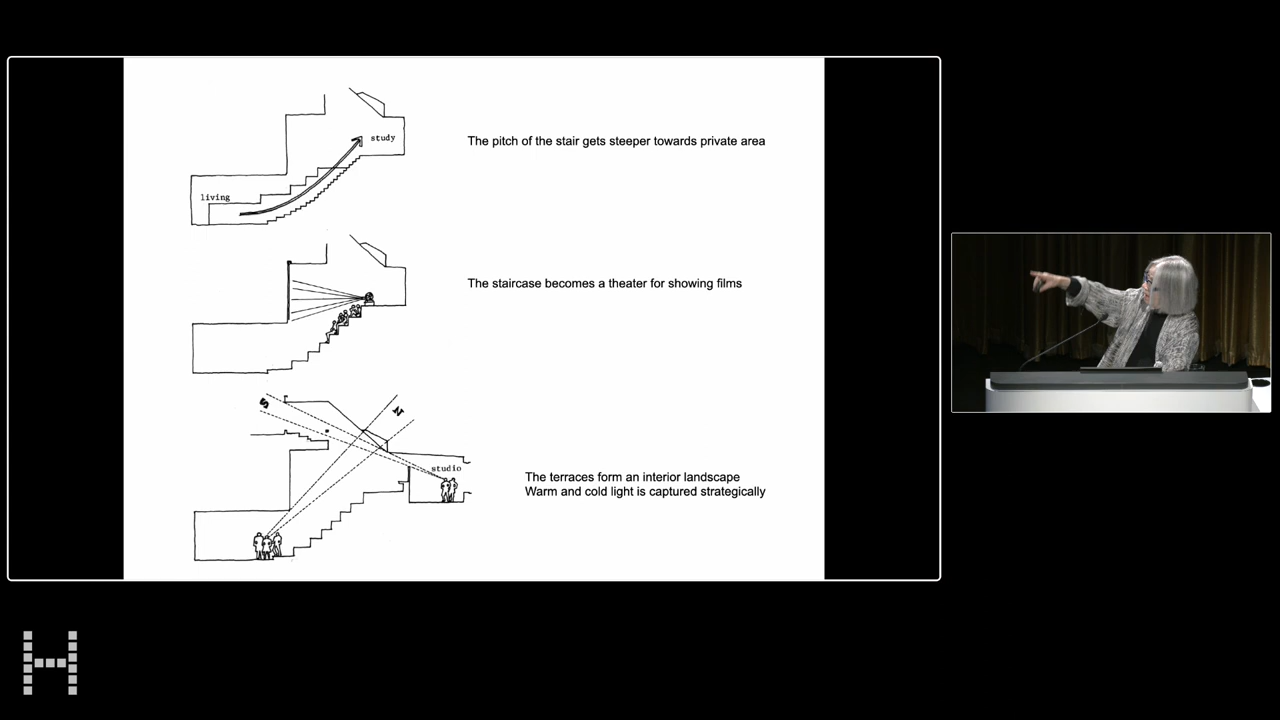 study
The pitch of the stair gets steeper towards private area
living
The staircase becomes a theater for showing films
S
N
studio
The terraces form an interior landscape
Warm and cold light is captured strategically
H